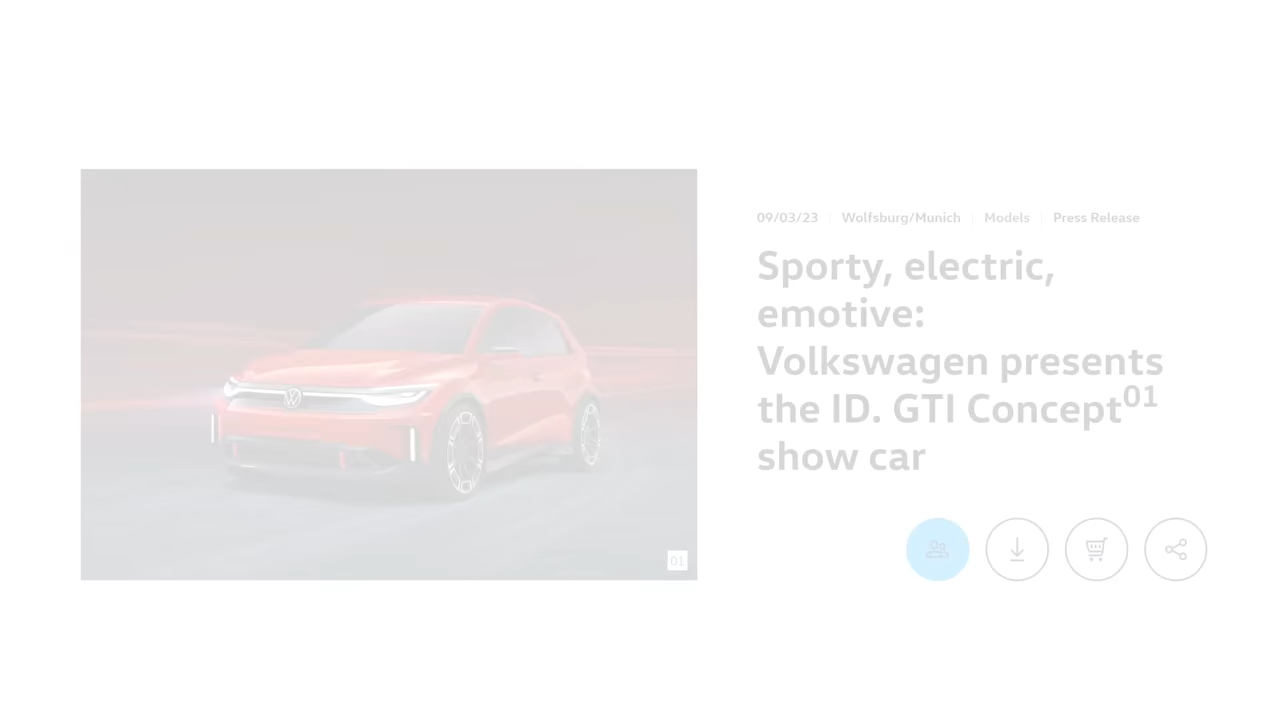 09/03/23 Wolfsburg/Munich Models Press Release
Sporty, electric,
emotive:
Volkswagen presents
the ID. GTI Concept01
show car
01